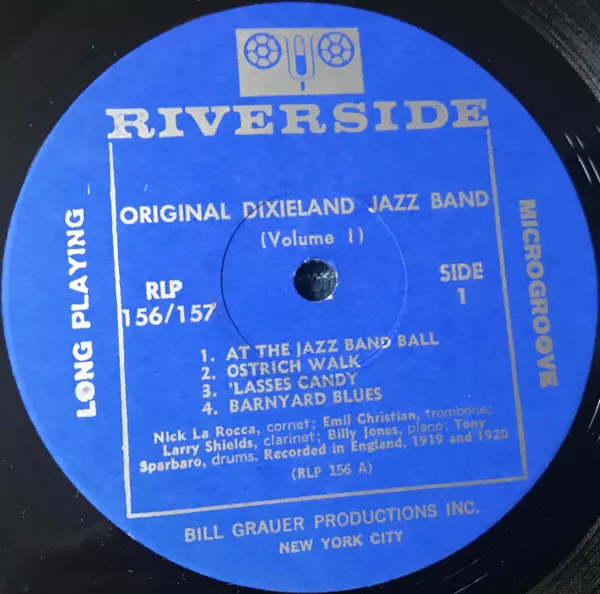 RIVERSIDE
LONG PLAYING
MICROGROOVE
ORIGINAL DIXIELAND JAZZ BAND
(Volume 1)
RLP
156/157
SIDE
1
1. AT THE JAZZ BAND BALL
2. OSTRICH WALK
3. 'LASSES CANDY
4. BARNYARD BLUES
Nick La Rocca, cornet; Emil Christian, trombone;
Larry Shields, clarinet; Billy Jones, piano; Tony
Sparbaro, drums. Recorded in England, 1919 and 1920
(RLP 156 A)
BILL GRAUER PRODUCTIONS INC.
NEW YORK CITY